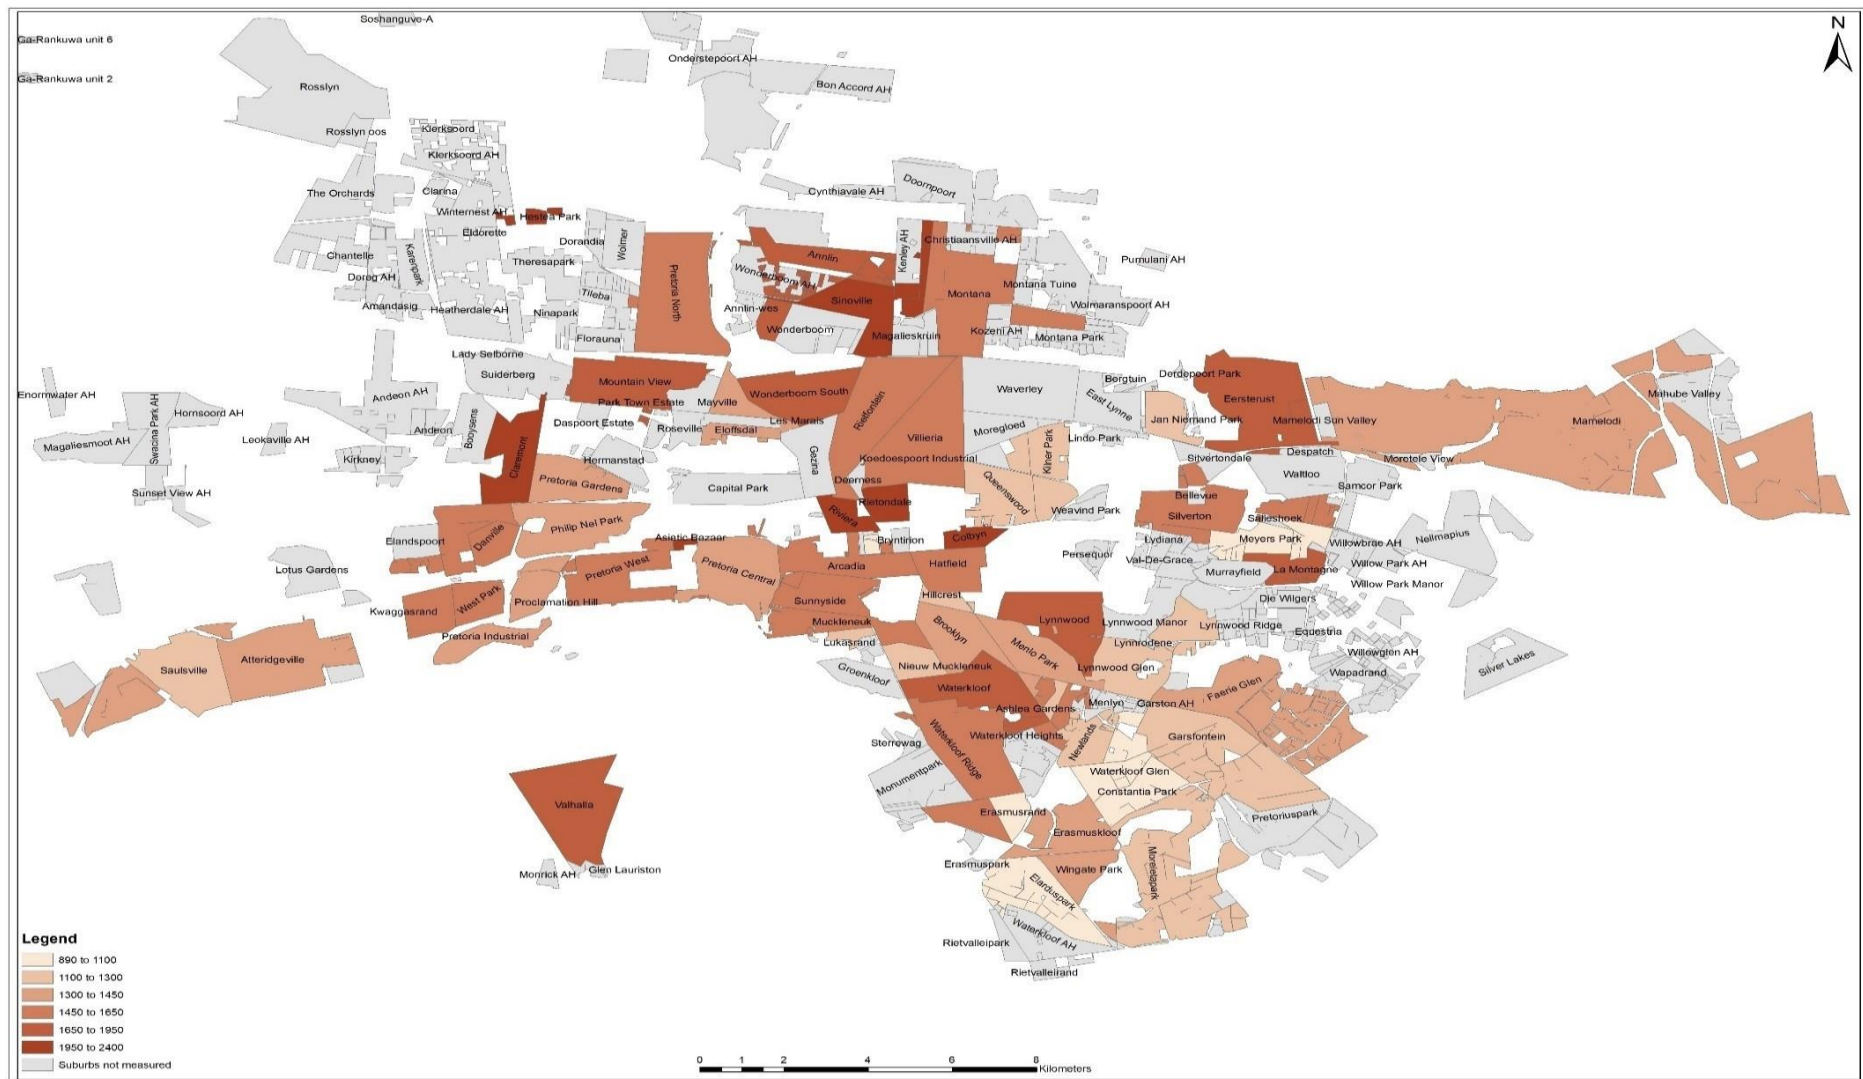 Soshanguve-A
N
Ga-Rankuwa unit 6
Onderstepoort AH
Ga-Rankuwa unit 2
Rosslyn
Bon Accord AH
Rosslyn oos
Klerksoord
Klerksoord AH
The Orchards
Clarina
Cynthiavale AH
Doornpoort
Winternest AH
Hestea Park
Eldorette
Dorandia
Wolmer
Kenley AH
Christiaansville AH
Chantelle
Karenpark
Theresapark
Annlin
Pumulani AH
Doreg AH
Wonderboom AH
Pretoria North
Montana Tuine
Tileba
Sinoville
Montana
Wolmaranspoort AH
Amandasig
Heatherdale AH
Ninapark
Annlin-wes
Wonderboom
Magalieskruin
Kozeni AH
Montana Park
Florauna
Lady Selborne
Suiderberg
Mountain View
Wonderboom South
Waverley
Bergtuin
Derdepoort Park
Enormwater AH
Andeon AH
Park Town Estate
Mayville
East Lynne
Eersterust
Mahube Valley
Swacina Park AH
Hornsoord AH
Les Marais
Rietfontein
Jan Niemand Park
Mamelodi Sun Valley
Mamelodi
Daspoort Estate
Roseville
Eloffsdal
Moregloed
Magaliesmoot AH
Leokaville AH
Andeon
Booysens
Villieria
Lindo Park
Kirkney
Claremont
Hermanstad
Gezina
Koedoespoort Industrial
Kilner Park
Silvertondale
Despatch
Moretele View
Pretoria Gardens
Capital Park
Deerness
Queenswood
Waltloo
Samcor Park
Sunset View AH
Rietondale
Bellevue
Weavind Park
Riviera
Silverton
Salieshoek
Philip Nel Park
Danville
Elandspoort
Asietic Bazaar
Bryntirion
Colbyn
Lydiana
Meyers Park
Willowbrae AH
Nellmapius
Persequor
Val-De-Grace
Lotus Gardens
Pretoria West
Pretoria Central
Arcadia
Hatfield
Murrayfield
La Montagne
Willow Park AH
Willow Park Manor
Kwaggasrand
West Park
Proclamation Hill
Sunnyside
Hillcrest
Die Wilgers
Muckleneuk
Lynnwood
Lynnwood Manor
Lynnwood Ridge
Equestria
Pretoria Industrial
Lukasrand
Brooklyn
Menlo Park
Lynnrodene
Willowglen AH
Silver Lakes
Saulsville
Atteridgeville
Groenkloof
Nieuw Muckleneuk
Lynnwood Glen
Wapadrand
Waterkloof
Faerie Glen
Ashlea Gardens
Menlyn
Garston AH
Sterrewag
Waterkloof Ridge
Waterkloof Heights
Newlands
Garsfontein
Monumentpark
Waterkloof Glen
Constantia Park
Valhalla
Erasmusrand
Pretoriuspark
Erasmuskloof
Erasmuspark
Wingate Park
Moreletapark
Monrick AH
Glen Lauriston
Elarduspark
Waterkloof AH
Rietvalleipark
Rietvalleirand
Legend
890 to 1100
1100 to 1300
1300 to 1450
1450 to 1650
1650 to 1950
1950 to 2400
Suburbs not measured
0 1 2 4 6 8
Kilometers